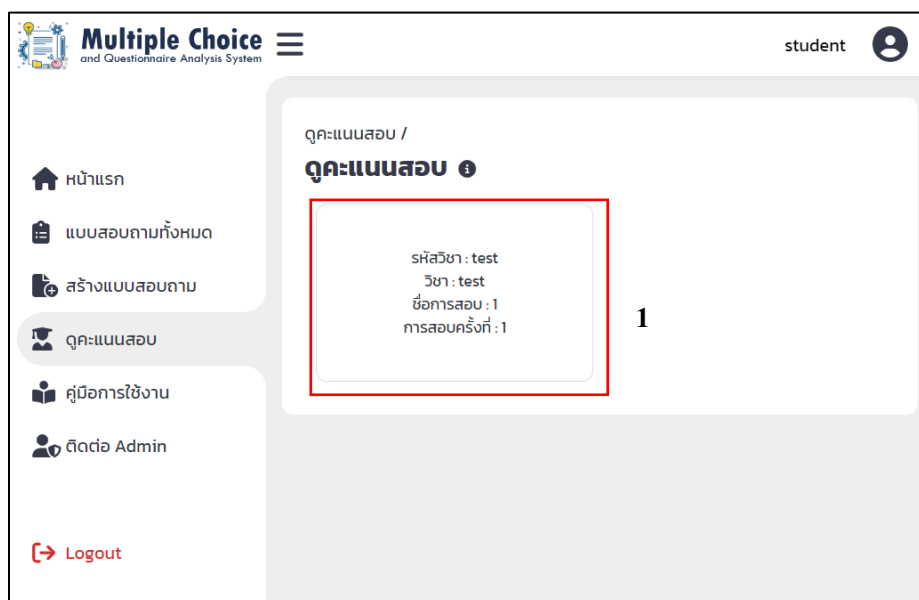 Multiple Choice
and Questionnaire Analysis System
student
หน้าแรก
แบบสอบถามทั้งหมด
สร้างแบบสอบถาม
ดูคะแนนสอบ
คู่มือการใช้งาน
ติดต่อ Admin
Logout
ดูคะแนนสอบ /
ดูคะแนนสอบ
รหัสวิชา : test
วิชา : test
ชื่อการสอบ : 1
การสอบครั้งที่ : 1
1